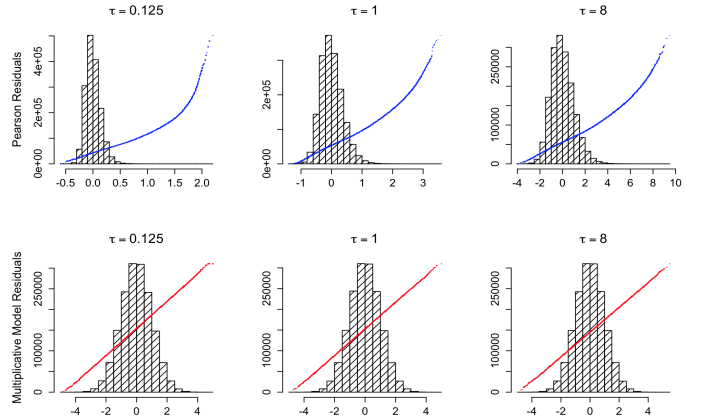 τ = 0.125
τ = 1
τ = 8
Pearson Residuals
0e+00 2e+05 4e+05
-0.5 0.0 0.5 1.0 1.5 2.0
0e+00 2e+05
-1 0 1 2 3
0 100000 250000
-4 -2 0 2 4 6 8 10
τ = 0.125
τ = 1
τ = 8
Multiplicative Model Residuals
0 100000 250000
-4 -2 0 2 4
0 100000 250000
-4 -2 0 2 4
0 100000 250000
-4 -2 0 2 4